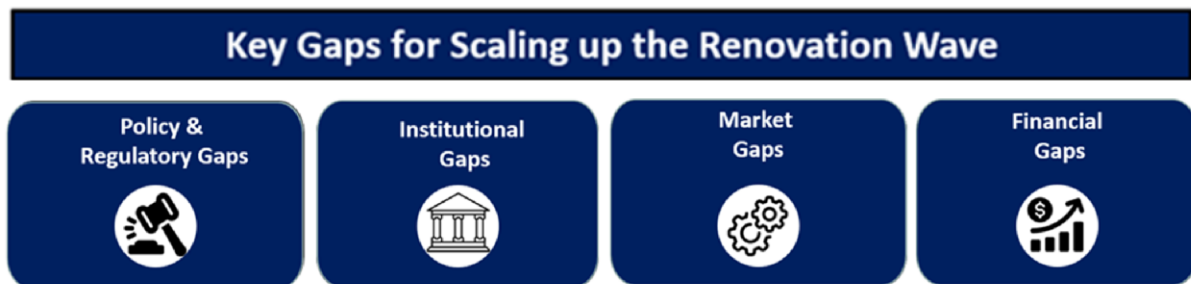 Key Gaps for Scaling up the Renovation Wave
Policy &
Regulatory Gaps
Institutional
Gaps
Market
Gaps
Financial
Gaps
$